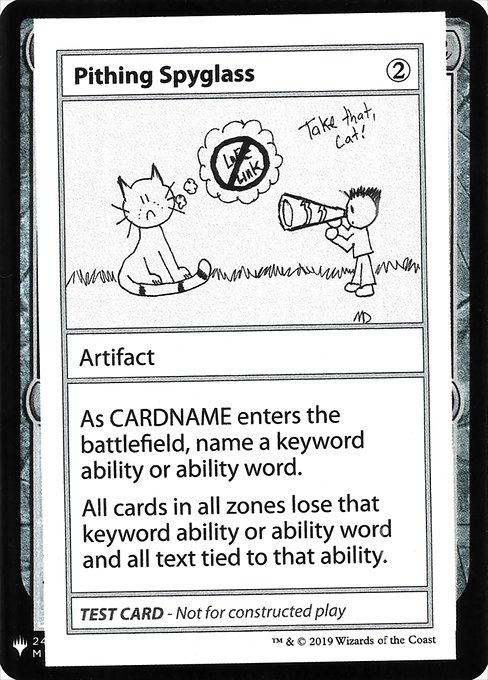 Pithing Spyglass 2
Take that,
cat!
LIFE
LINK
MD
Artifact
As CARDNAME enters the
battlefield, name a keyword
ability or ability word.
All cards in all zones lose that
keyword ability or ability word
and all text tied to that ability.
TEST CARD - Not for constructed play
™ & © 2019 Wizards of the Coast
24
M